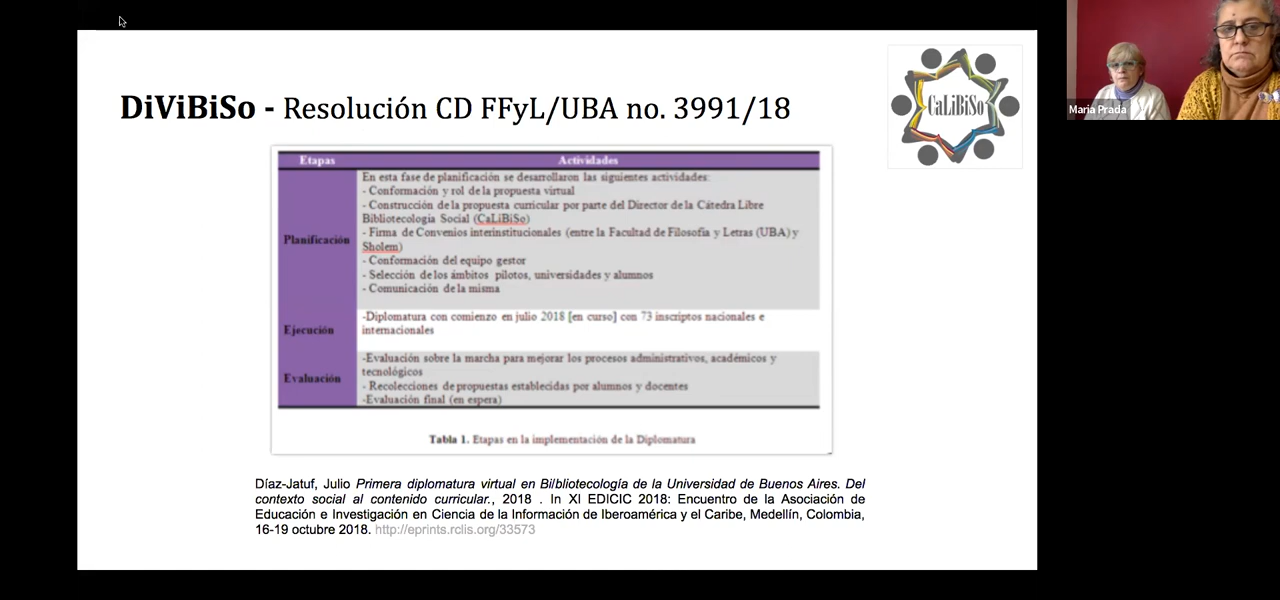 DiViBiSo - Resolución CD FFyL/UBA no. 3991/18
CaLiBiSo
Maria Prada
Etapas Actividades
En esta fase de planificación se desarrollaron las siguientes actividades:
- Conformación y rol de la propuesta virtual
- Construcción de la propuesta curricular por parte del Director de la Cátedra Libre
Bibliotecología Social (CaLiBiSo)
- Firma de Convenios interinstitucionales (entre la Facultad de Filosofía y Letras (UBA) y
Sholem)
- Conformación del equipo gestor
- Selección de los ámbitos pilotos, universidades y alumnos
- Comunicación de la misma
Planificación
-Diplomatura con comienzo en julio 2018 [en curso] con 73 inscriptos nacionales e
internacionales
Ejecución
-Evaluación sobre la marcha para mejorar los procesos administrativos, académicos y
tecnológicos
- Recolecciones de propuestas establecidas por alumnos y docentes
-Evaluación final (en espera)
Evaluación
Tabla 1. Etapas en la implementación de la Diplomatura
Díaz-Jatuf, Julio Primera diplomatura virtual en Bilbliotecología de la Universidad de Buenos Aires. Del
contexto social al contenido curricular., 2018 . In XI EDICIC 2018: Encuentro de la Asociación de
Educación e Investigación en Ciencia de la Información de Iberoamérica y el Caribe, Medellín, Colombia,
16-19 octubre 2018. http://eprints.rclis.org/33573